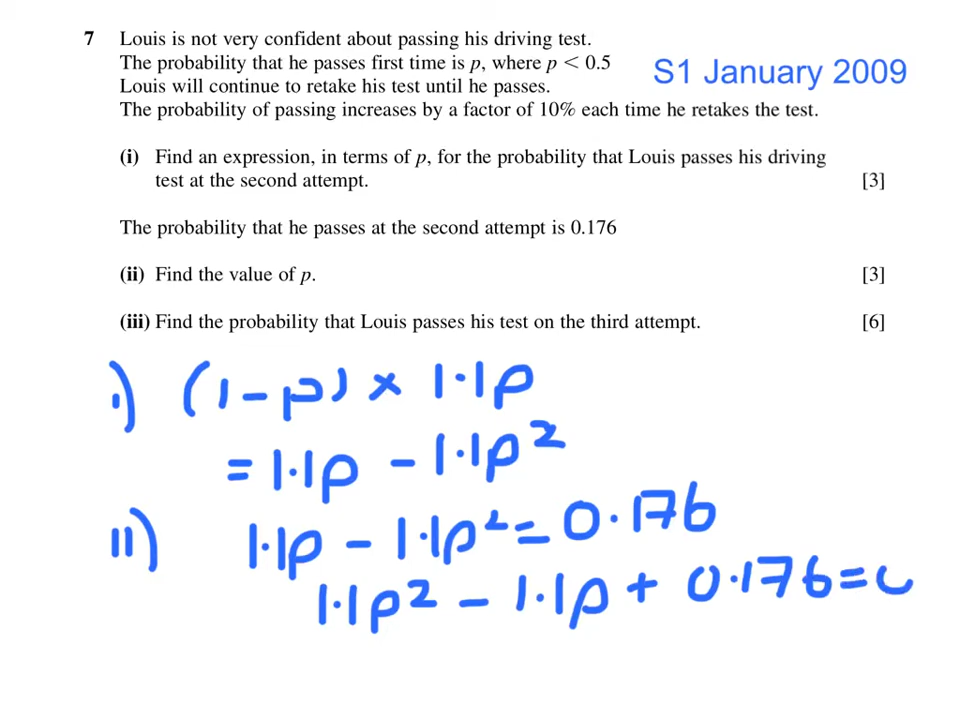 7 Louis is not very confident about passing his driving test.
The probability that he passes first time is p, where p < 0.5
S1 January 2009
Louis will continue to retake his test until he passes.
The probability of passing increases by a factor of 10% each time he retakes the test.
(i) Find an expression, in terms of p, for the probability that Louis passes his driving
test at the second attempt. [3]
The probability that he passes at the second attempt is 0.176
(ii) Find the value of p. [3]
(iii) Find the probability that Louis passes his test on the third attempt. [6]
i) (1-p) × 1·1p
= 1·1p - 1·1p²
ii) 1·1p - 1·1p² = 0·176
1·1p² - 1·1p + 0·176 = 0